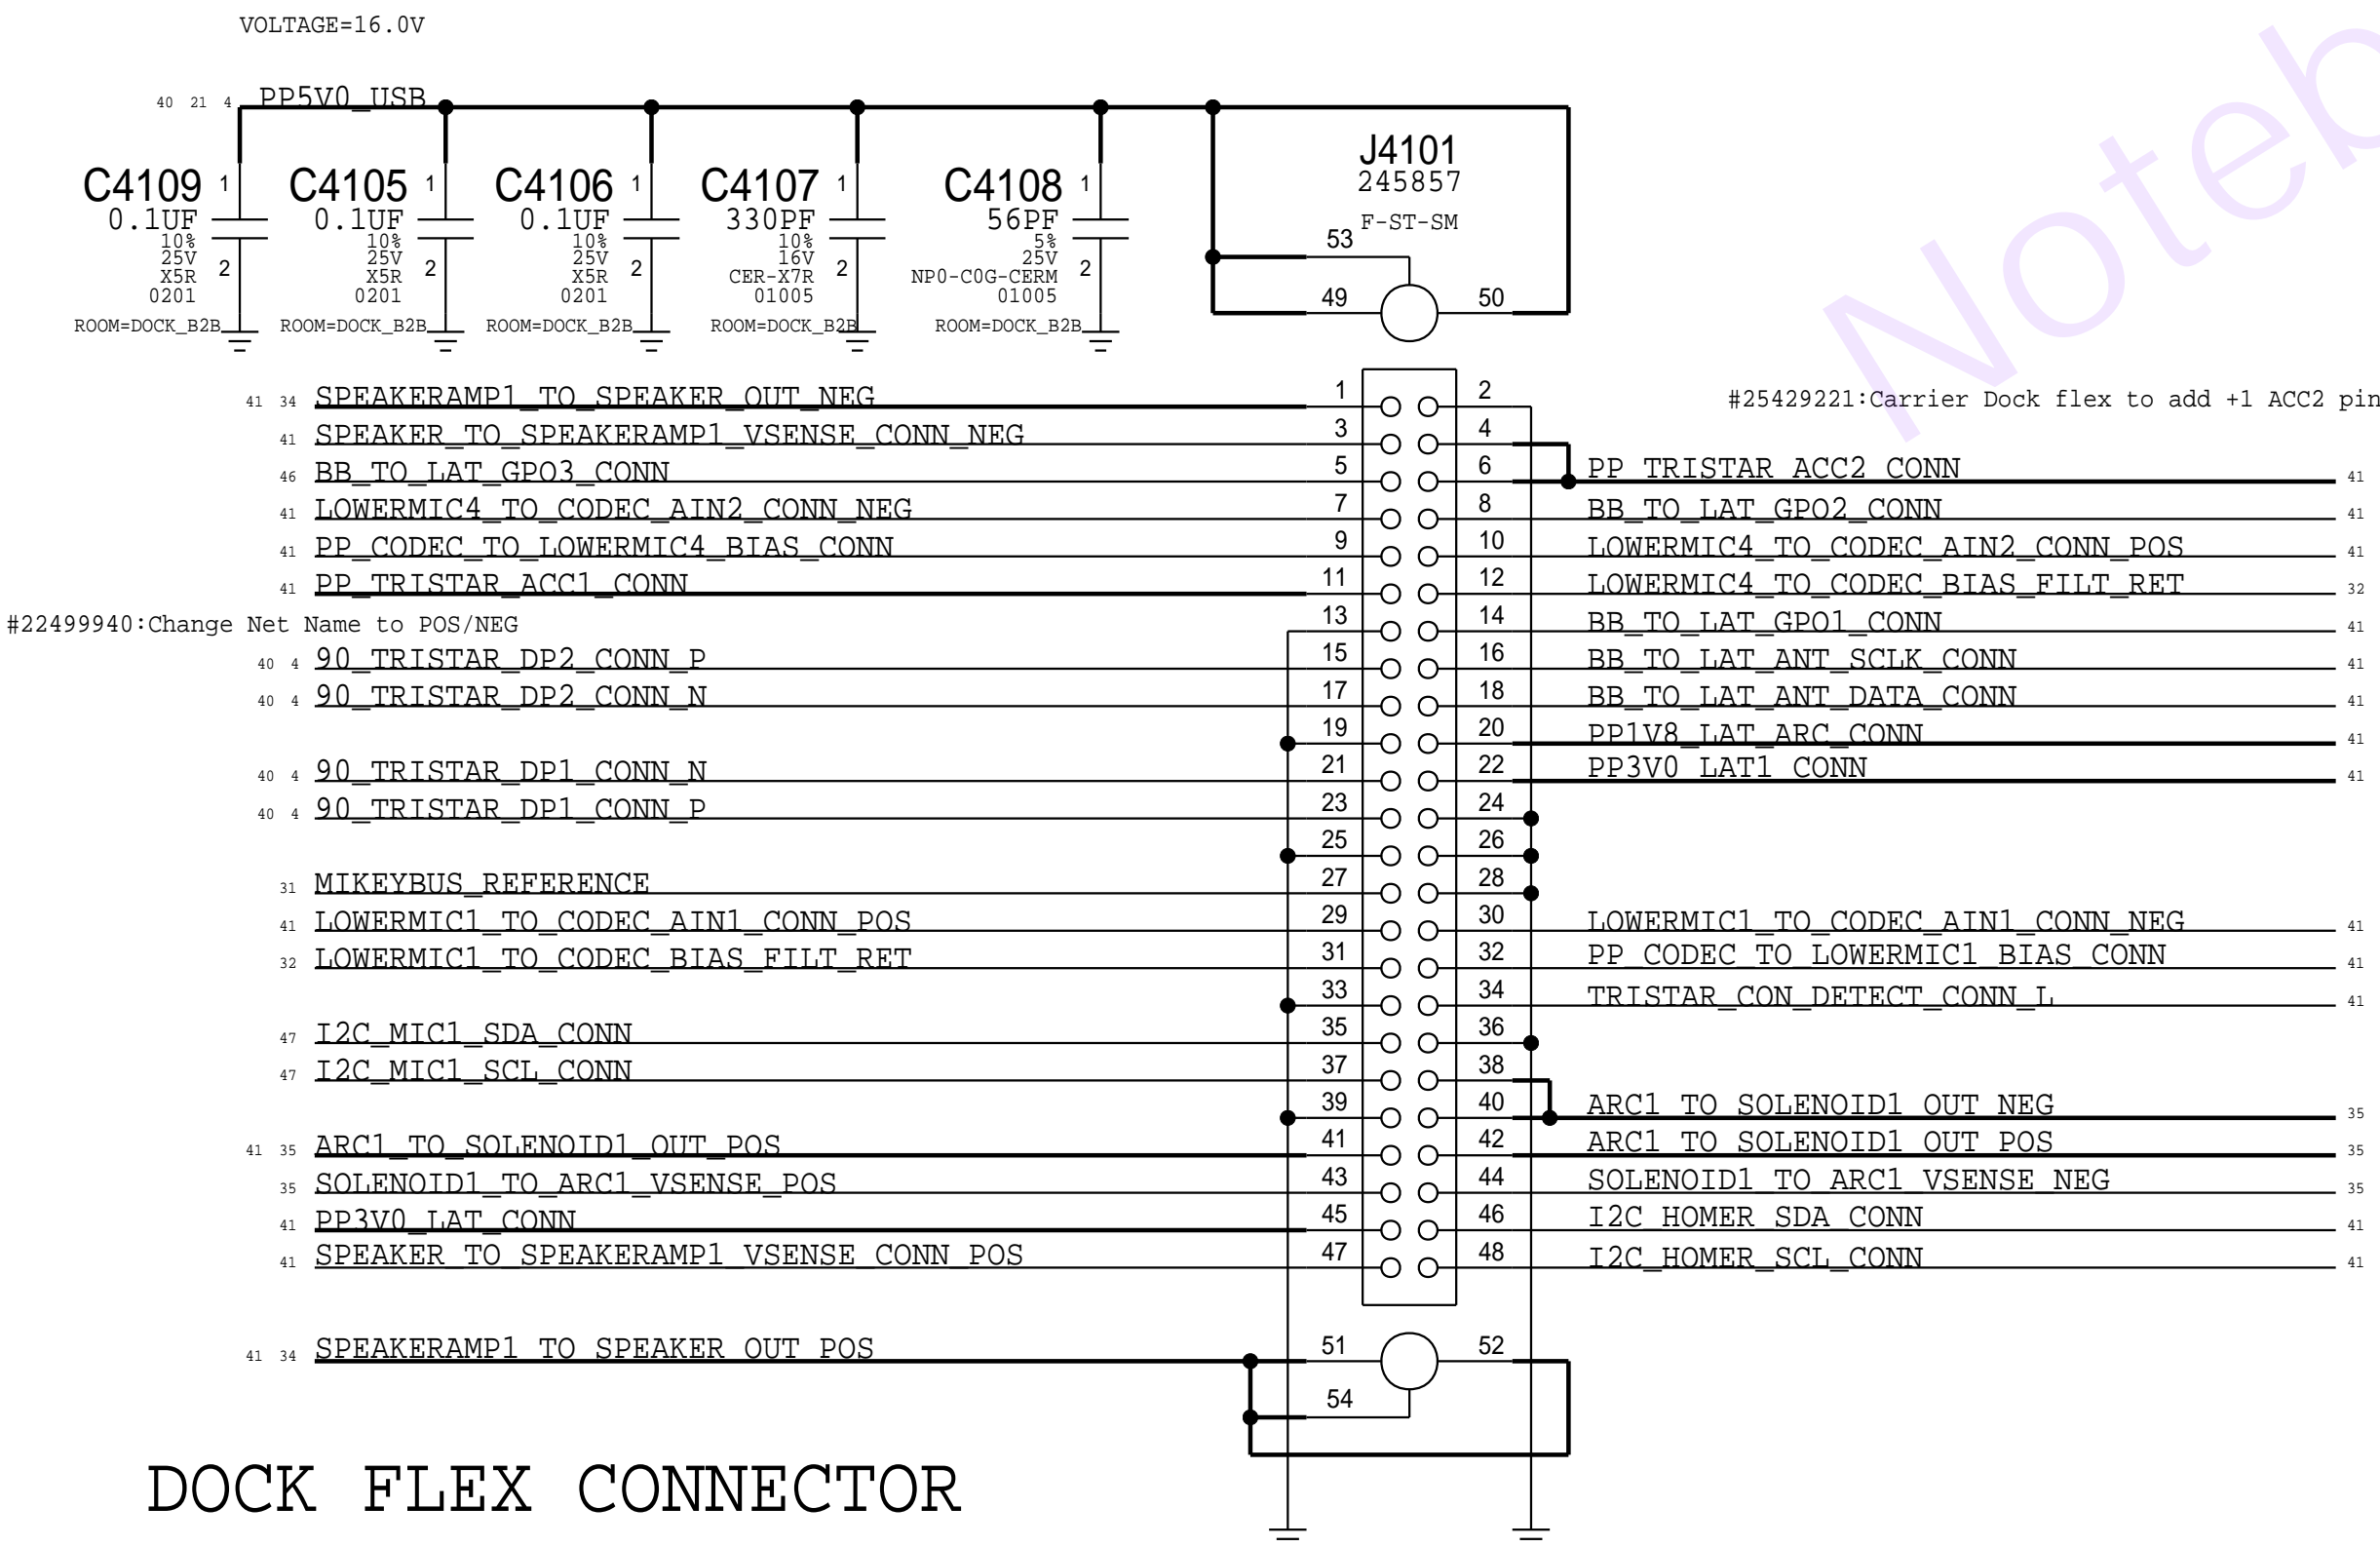 VOLTAGE=16.0V
40 21 4 PP5V0_USB
C4109 1
0.1UF
10%
25V
X5R
0201
2
ROOM=DOCK_B2B
C4105 1
0.1UF
10%
25V
X5R
0201
2
ROOM=DOCK_B2B
C4106 1
0.1UF
10%
25V
X5R
0201
2
ROOM=DOCK_B2B
C4107 1
330PF
10%
16V
CER-X7R
01005
2
ROOM=DOCK_B2B
C4108 1
56PF
5%
25V
NP0-C0G-CERM
01005
2
ROOM=DOCK_B2B
J4101
245857
F-ST-SM
53
49 50
41 34 SPEAKERAMP1_TO_SPEAKER_OUT_NEG 1 2
#25429221:Carrier Dock flex to add +1 ACC2 pin
41 SPEAKER_TO_SPEAKERAMP1_VSENSE_CONN_NEG 3 4
46 BB_TO_LAT_GPO3_CONN 5 6 PP_TRISTAR_ACC2_CONN 41
41 LOWERMIC4_TO_CODEC_AIN2_CONN_NEG 7 8 BB_TO_LAT_GPO2_CONN 41
41 PP_CODEC_TO_LOWERMIC4_BIAS_CONN 9 10 LOWERMIC4_TO_CODEC_AIN2_CONN_POS 41
41 PP_TRISTAR_ACC1_CONN 11 12 LOWERMIC4_TO_CODEC_BIAS_FILT_RET 32
#22499940:Change Net Name to POS/NEG
13 14 BB_TO_LAT_GPO1_CONN 41
40 4 90_TRISTAR_DP2_CONN_P 15 16 BB_TO_LAT_ANT_SCLK_CONN 41
40 4 90_TRISTAR_DP2_CONN_N 17 18 BB_TO_LAT_ANT_DATA_CONN 41
19 20 PP1V8_LAT_ARC_CONN 41
40 4 90_TRISTAR_DP1_CONN_N 21 22 PP3V0_LAT1_CONN 41
40 4 90_TRISTAR_DP1_CONN_P 23 24
25 26
31 MIKEYBUS_REFERENCE 27 28
41 LOWERMIC1_TO_CODEC_AIN1_CONN_POS 29 30 LOWERMIC1_TO_CODEC_AIN1_CONN_NEG 41
32 LOWERMIC1_TO_CODEC_BIAS_FILT_RET 31 32 PP_CODEC_TO_LOWERMIC1_BIAS_CONN 41
33 34 TRISTAR_CON_DETECT_CONN_L 41
47 I2C_MIC1_SDA_CONN 35 36
47 I2C_MIC1_SCL_CONN 37 38
39 40 ARC1_TO_SOLENOID1_OUT_NEG 35
41 35 ARC1_TO_SOLENOID1_OUT_POS 41 42 ARC1_TO_SOLENOID1_OUT_POS 35
35 SOLENOID1_TO_ARC1_VSENSE_POS 43 44 SOLENOID1_TO_ARC1_VSENSE_NEG 35
41 PP3V0_LAT_CONN 45 46 I2C_HOMER_SDA_CONN 41
41 SPEAKER_TO_SPEAKERAMP1_VSENSE_CONN_POS 47 48 I2C_HOMER_SCL_CONN 41
41 34 SPEAKERAMP1_TO_SPEAKER_OUT_POS 51 52
54
DOCK FLEX CONNECTOR